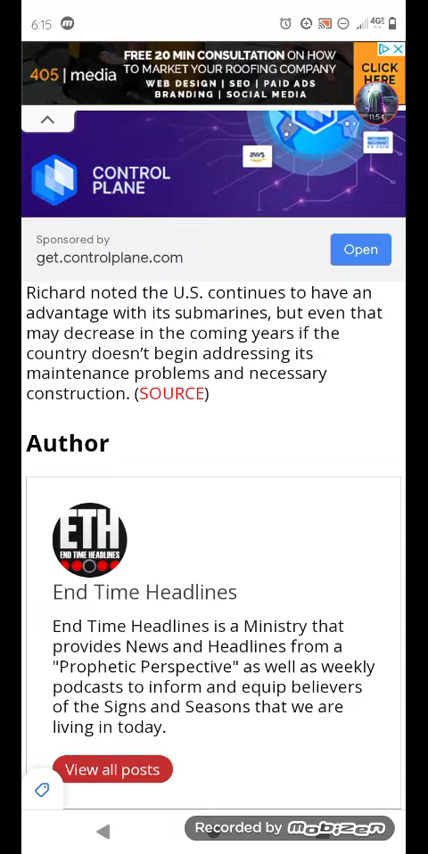 6:15
4G
FREE 20 MIN CONSULTATION ON HOW
TO MARKET YOUR ROOFING COMPANY
405 | media
WEB DESIGN | SEO | PAID ADS
BRANDING | SOCIAL MEDIA
CLICK
HERE
11:54
aws
CONTROL
PLANE
Sponsored by
get.controlplane.com
Open
Richard noted the U.S. continues to have an
advantage with its submarines, but even that
may decrease in the coming years if the
country doesn’t begin addressing its
maintenance problems and necessary
construction. (SOURCE)
Author
ETH
END TIME HEADLINES
End Time Headlines
End Time Headlines is a Ministry that
provides News and Headlines from a
"Prophetic Perspective" as well as weekly
podcasts to inform and equip believers
of the Signs and Seasons that we are
living in today.
View all posts
Recorded by Mobizen